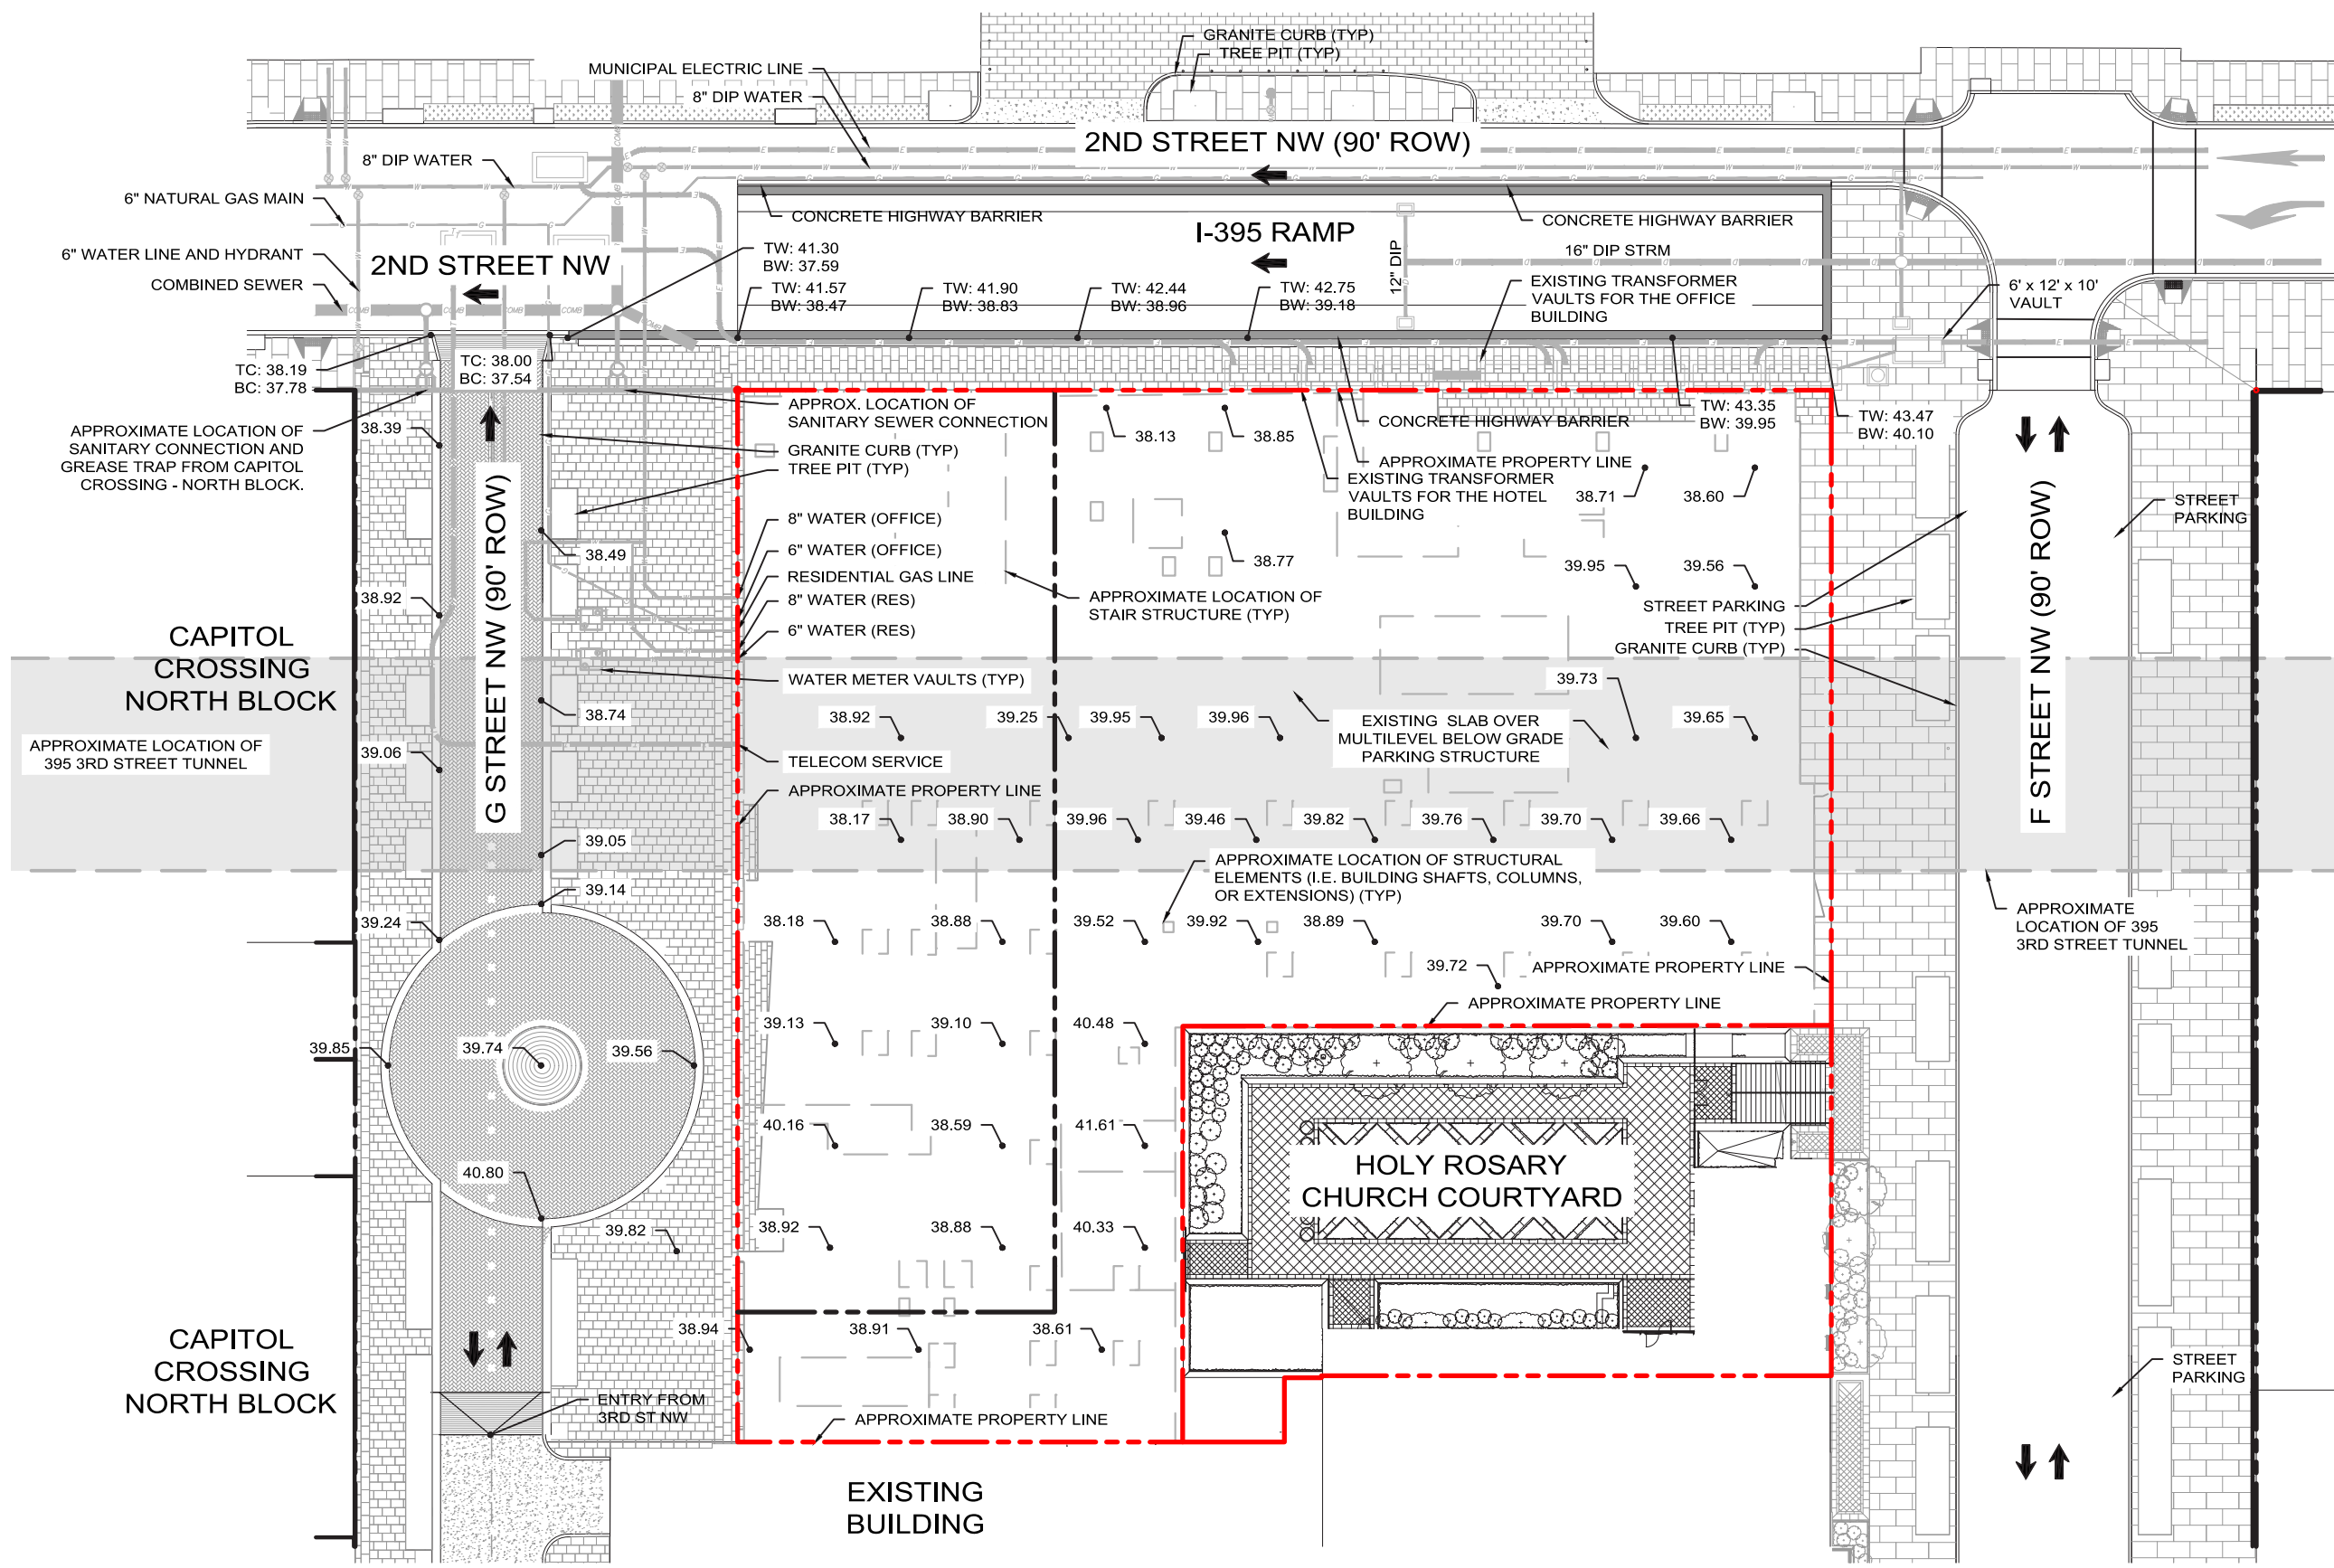 GRANITE CURB (TYP)
TREE PIT (TYP)
MUNICIPAL ELECTRIC LINE
8" DIP WATER
2ND STREET NW (90' ROW)
8" DIP WATER
6" NATURAL GAS MAIN
6" WATER LINE AND HYDRANT
COMBINED SEWER
2ND STREET NW
CONCRETE HIGHWAY BARRIER
CONCRETE HIGHWAY BARRIER
I-395 RAMP
12" DIP
16" DIP STRM
EXISTING TRANSFORMER
VAULTS FOR THE OFFICE
BUILDING
6' x 12' x 10'
VAULT
TW: 41.30
BW: 37.59
TW: 41.57
BW: 38.47
TW: 41.90
BW: 38.83
TW: 42.44
BW: 38.96
TW: 42.75
BW: 39.18
TC: 38.19
BC: 37.78
TC: 38.00
BC: 37.54
APPROX. LOCATION OF
SANITARY SEWER CONNECTION
GRANITE CURB (TYP)
TREE PIT (TYP)
APPROXIMATE LOCATION OF
SANITARY CONNECTION AND
GREASE TRAP FROM CAPITOL
CROSSING - NORTH BLOCK.
38.39
38.13
38.85
CONCRETE HIGHWAY BARRIER
TW: 43.35
BW: 39.95
TW: 43.47
BW: 40.10
APPROXIMATE PROPERTY LINE
EXISTING TRANSFORMER
VAULTS FOR THE HOTEL
BUILDING
38.71
38.60
STREET
PARKING
G STREET NW (90' ROW)
F STREET NW (90' ROW)
8" WATER (OFFICE)
6" WATER (OFFICE)
RESIDENTIAL GAS LINE
8" WATER (RES)
6" WATER (RES)
38.49
38.77
39.95
39.56
38.92
APPROXIMATE LOCATION OF
STAIR STRUCTURE (TYP)
STREET PARKING
TREE PIT (TYP)
GRANITE CURB (TYP)
CAPITOL
CROSSING
NORTH BLOCK
WATER METER VAULTS (TYP)
38.74
38.92
39.25
39.95
39.96
39.73
39.65
EXISTING SLAB OVER
MULTILEVEL BELOW GRADE
PARKING STRUCTURE
APPROXIMATE LOCATION OF
395 3RD STREET TUNNEL
39.06
TELECOM SERVICE
APPROXIMATE PROPERTY LINE
38.17
38.90
39.96
39.46
39.82
39.76
39.70
39.66
39.05
39.14
APPROXIMATE LOCATION OF STRUCTURAL
ELEMENTS (I.E. BUILDING SHAFTS, COLUMNS,
OR EXTENSIONS) (TYP)
39.24
38.18
38.88
39.52
39.92
38.89
39.70
39.60
APPROXIMATE
LOCATION OF 395
3RD STREET TUNNEL
39.72
APPROXIMATE PROPERTY LINE
APPROXIMATE PROPERTY LINE
39.85
39.74
39.56
39.13
39.10
40.48
40.16
38.59
41.61
40.80
HOLY ROSARY
CHURCH COURTYARD
39.82
38.92
38.88
40.33
38.94
38.91
38.61
CAPITOL
CROSSING
NORTH BLOCK
STREET
PARKING
ENTRY FROM
3RD ST NW
APPROXIMATE PROPERTY LINE
EXISTING
BUILDING